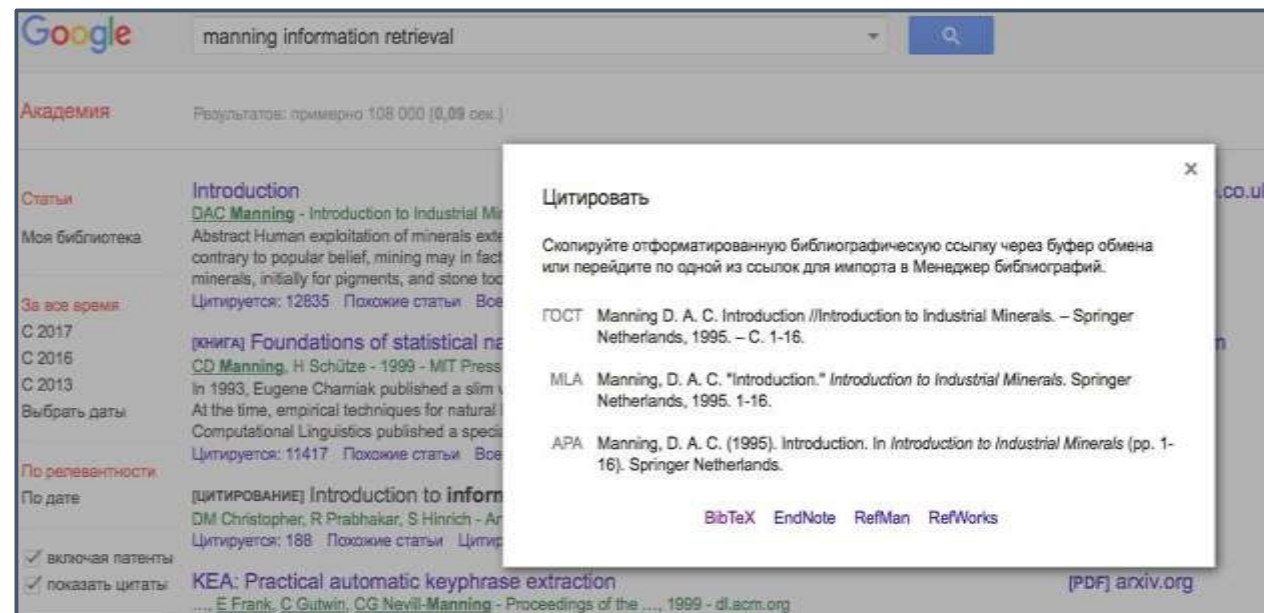 Google
manning information retrieval
Академия
Результатов: примерно 108 000 (0,09 сек.)
Статьи
Моя библиотека
За все время
С 2017
С 2016
С 2013
Выбрать даты
По релевантности
По дате
включая патенты
показать цитаты
Introduction
DAC Manning - Introduction to Industrial Mi
Abstract Human exploitation of minerals exte
contrary to popular belief, mining may in fact
minerals, initially for pigments, and stone too
Цитируется: 12835 Похожие статьи Все
[КНИГА] Foundations of statistical na
CD Manning, H Schütze - 1999 - MIT Press
In 1993, Eugene Charniak published a slim v
At the time, empirical techniques for natural
Computational Linguistics published a specia
Цитируется: 11417 Похожие статьи Все
[ЦИТИРОВАНИЕ] Introduction to inform
DM Christopher, R Prabhakar, S Hinrich - Ar
Цитируется: 188 Похожие статьи Цитир
KEA: Practical automatic keyphrase extraction
..., E Frank, C Gutwin, CG Nevill-Manning - Proceedings of the ..., 1999 - dl.acm.org
[PDF] arxiv.org
.co.uk
n
×
Цитировать
Скопируйте отформатированную библиографическую ссылку через буфер обмена
или перейдите по одной из ссылок для импорта в Менеджер библиографий.
ГОСТ Manning D. A. C. Introduction //Introduction to Industrial Minerals. – Springer
Netherlands, 1995. – С. 1-16.
MLA Manning, D. A. C. "Introduction." Introduction to Industrial Minerals. Springer
Netherlands, 1995. 1-16.
APA Manning, D. A. C. (1995). Introduction. In Introduction to Industrial Minerals (pp. 1-
16). Springer Netherlands.
BibTeX EndNote RefMan RefWorks